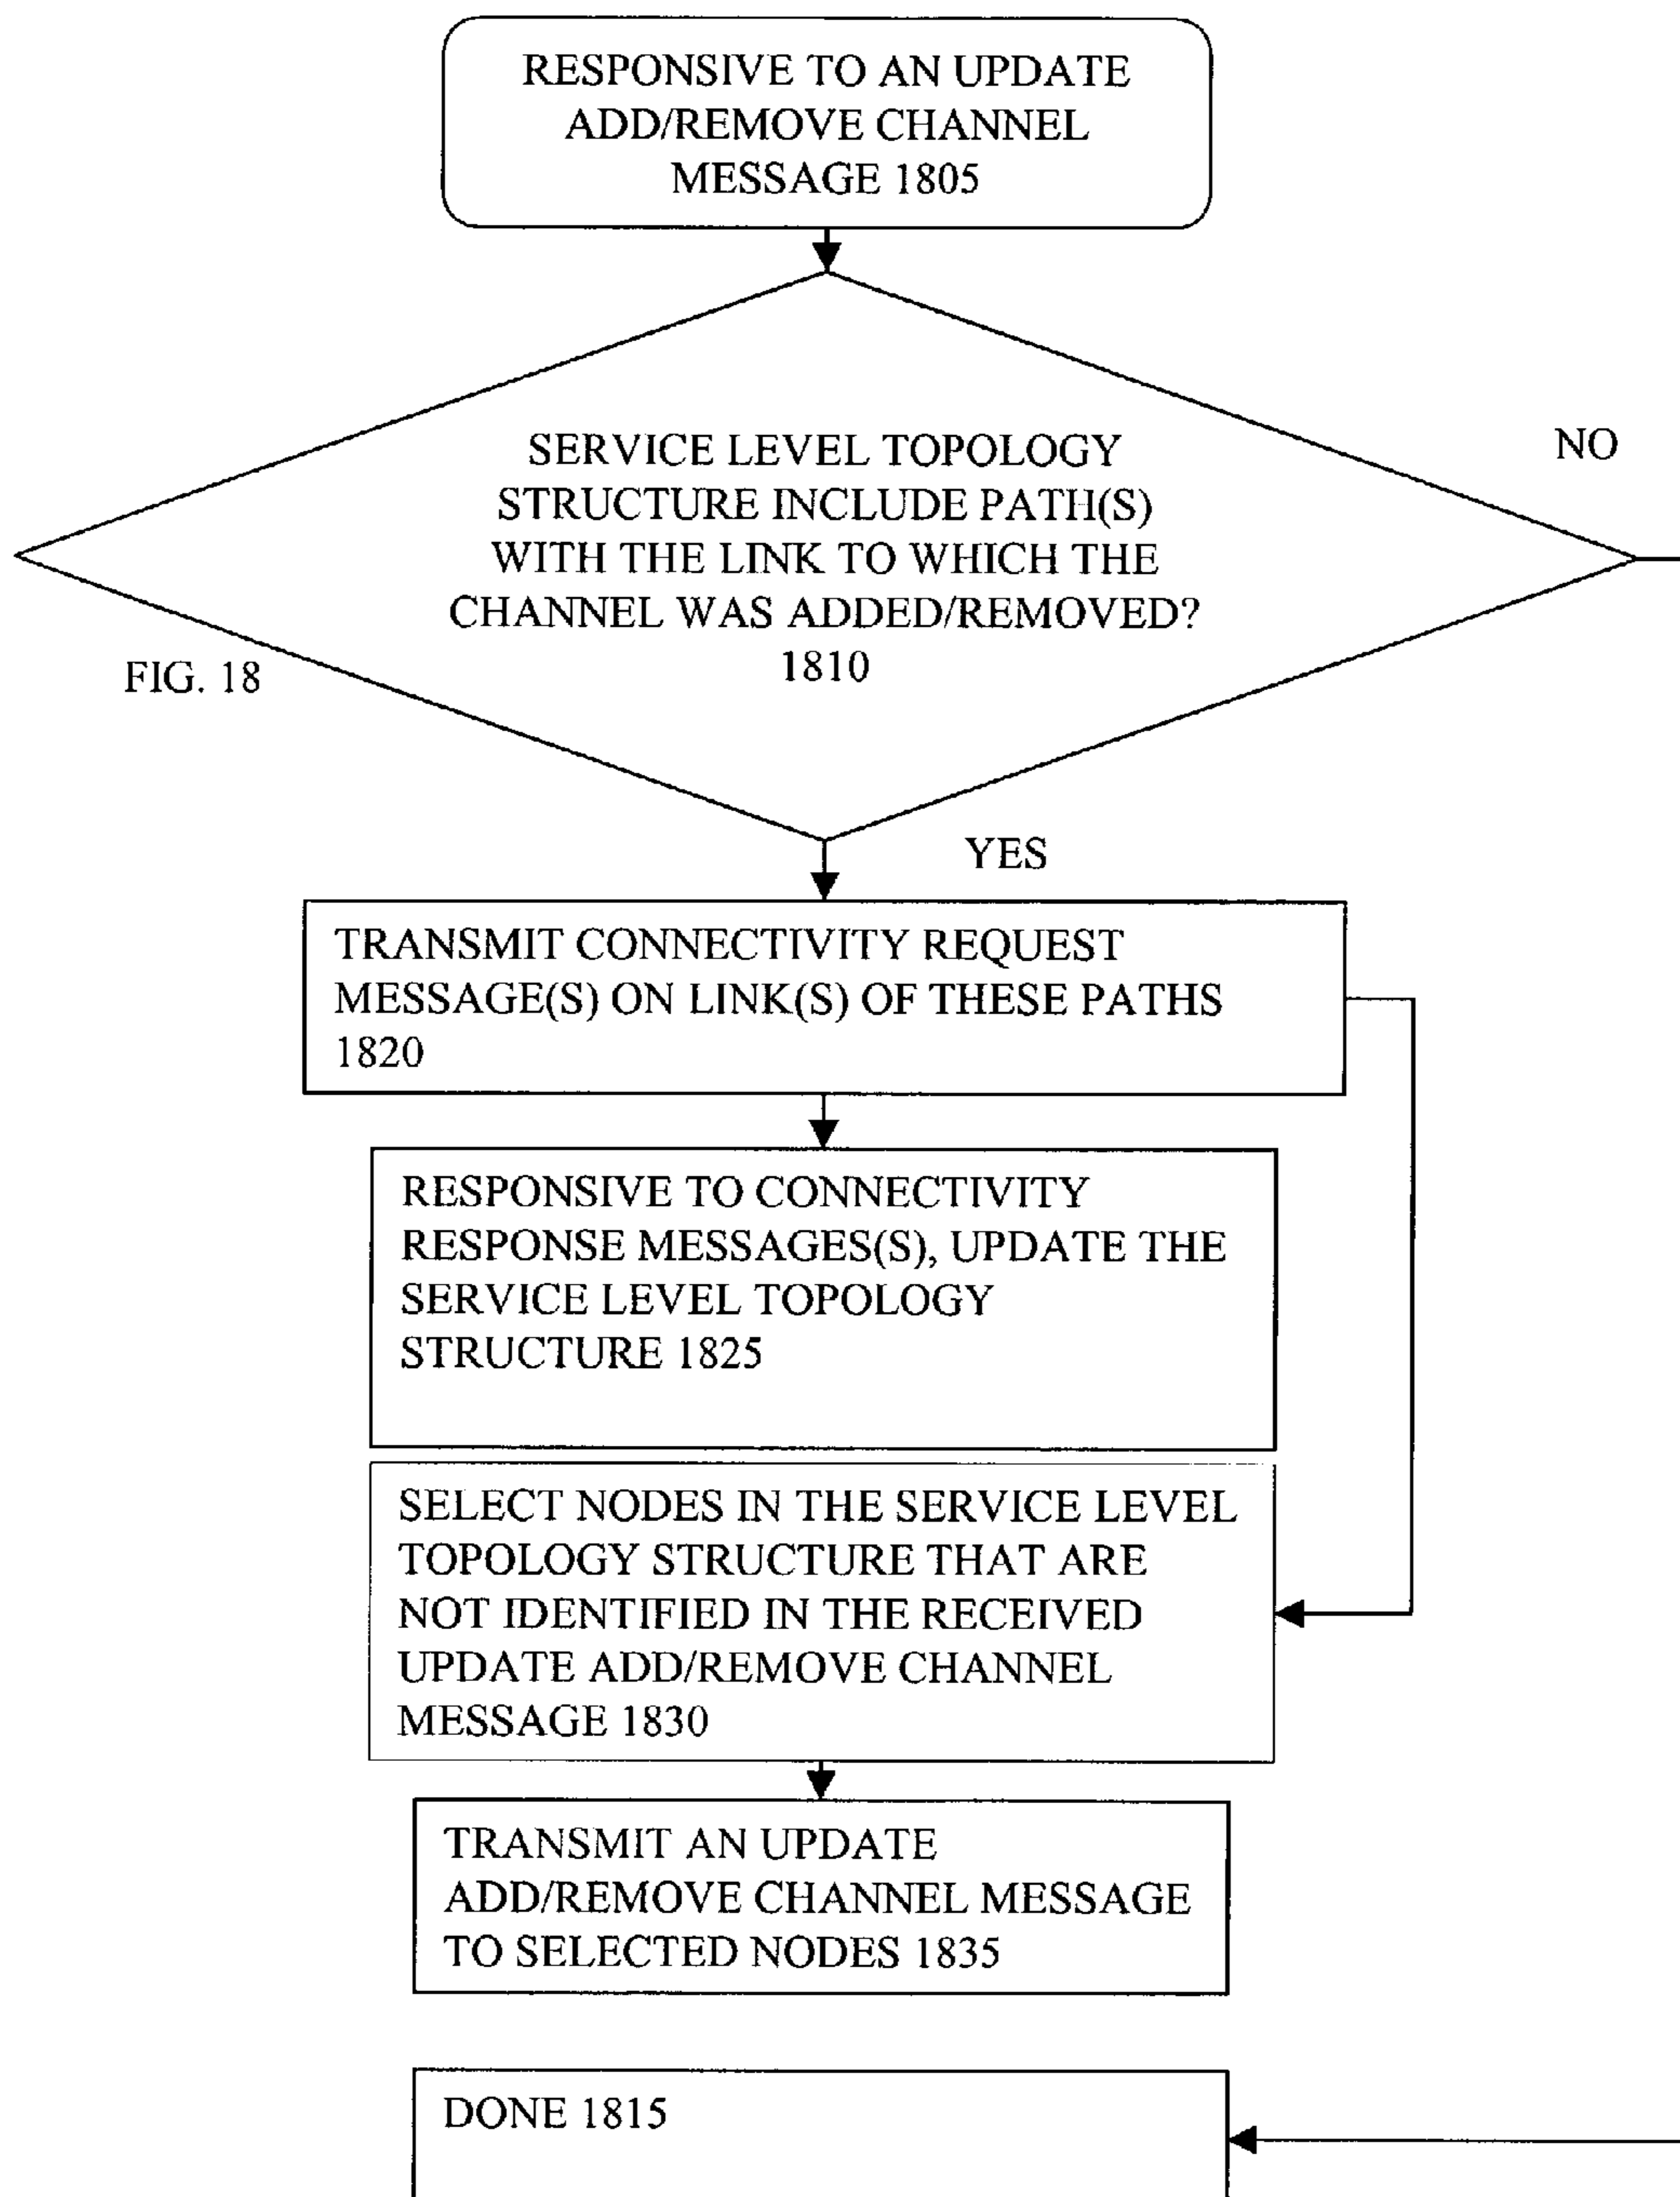 RESPONSIVE TO AN UPDATE
ADD/REMOVE CHANNEL
MESSAGE 1805
SERVICE LEVEL TOPOLOGY
STRUCTURE INCLUDE PATH(S)
WITH THE LINK TO WHICH THE
CHANNEL WAS ADDED/REMOVED?
1810
NO
FIG. 18
YES
TRANSMIT CONNECTIVITY REQUEST
MESSAGE(S) ON LINK(S) OF THESE PATHS
1820
RESPONSIVE TO CONNECTIVITY
RESPONSE MESSAGES(S), UPDATE THE
SERVICE LEVEL TOPOLOGY
STRUCTURE 1825
SELECT NODES IN THE SERVICE LEVEL
TOPOLOGY STRUCTURE THAT ARE
NOT IDENTIFIED IN THE RECEIVED
UPDATE ADD/REMOVE CHANNEL
MESSAGE 1830
TRANSMIT AN UPDATE
ADD/REMOVE CHANNEL MESSAGE
TO SELECTED NODES 1835
DONE 1815